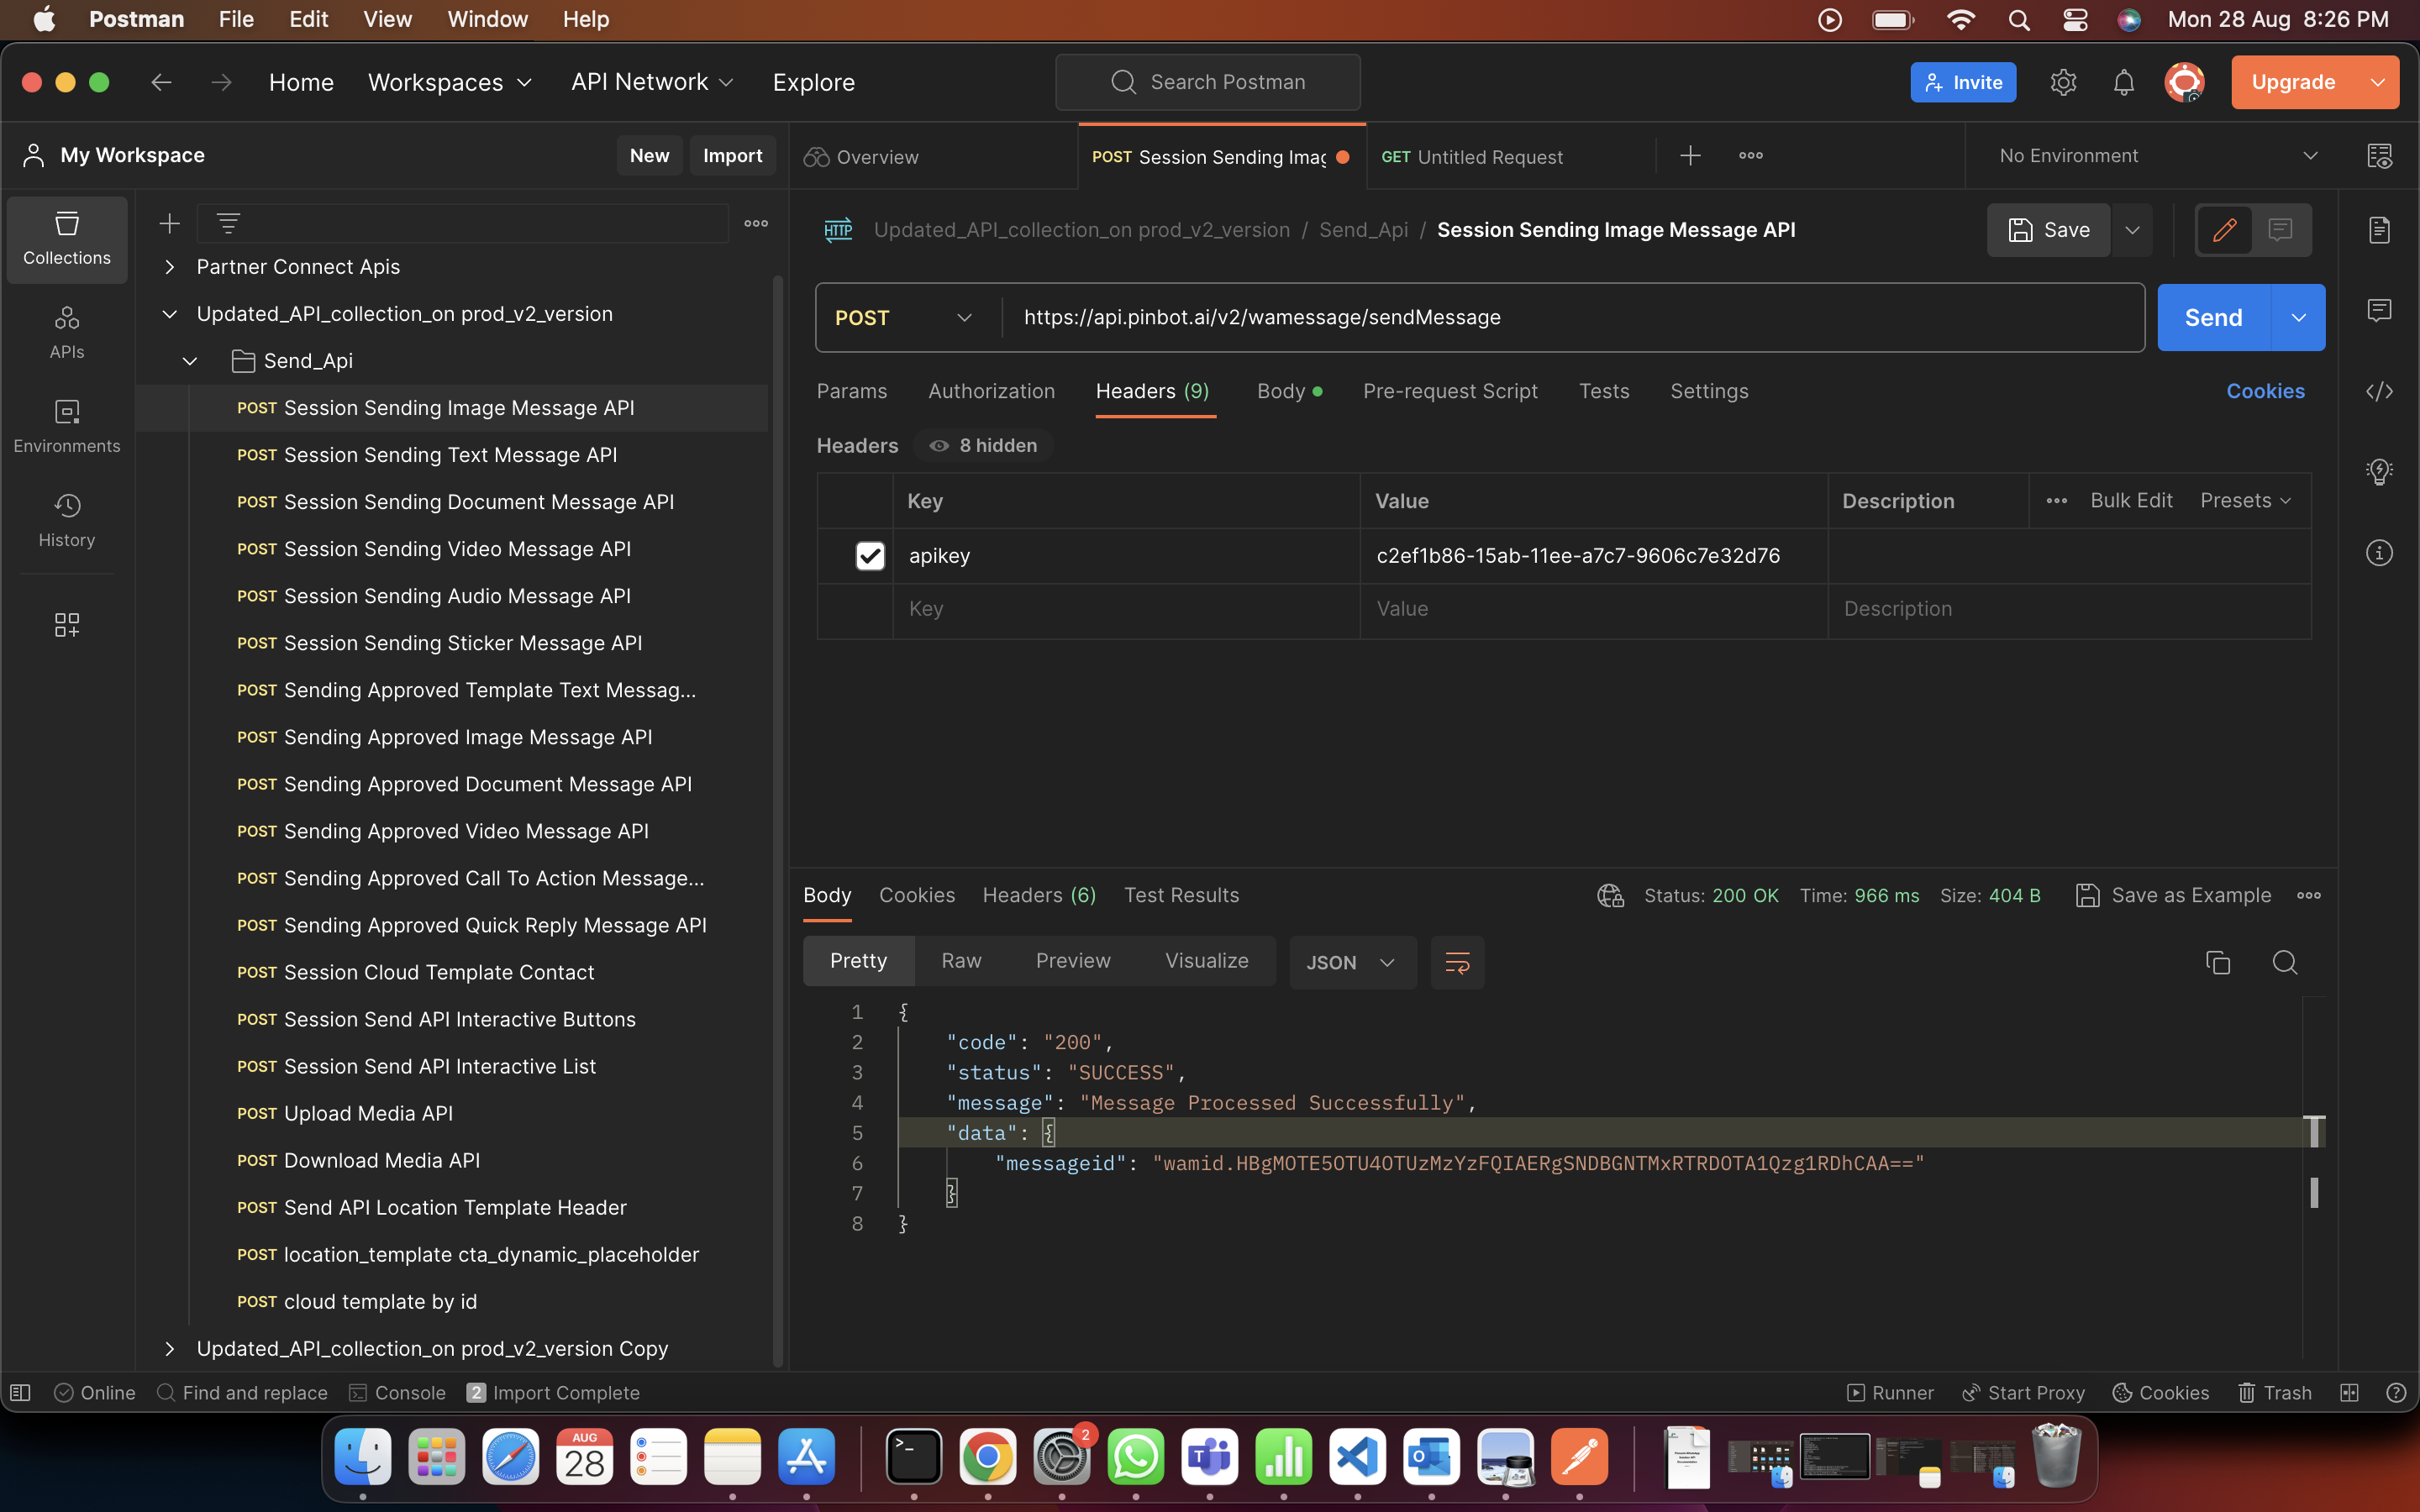 Postman File Edit View Window Help Mon 28 Aug 8:26 PM
Home Workspaces API Network Explore Search Postman Invite Upgrade
My Workspace New Import Overview POST Session Sending Imag GET Untitled Request No Environment
Collections
APIs
Environments
History
Partner Connect Apis
Updated_API_collection_on prod_v2_version
Send_Api
POST Session Sending Image Message API
POST Session Sending Text Message API
POST Session Sending Document Message API
POST Session Sending Video Message API
POST Session Sending Audio Message API
POST Session Sending Sticker Message API
POST Sending Approved Template Text Messag...
POST Sending Approved Image Message API
POST Sending Approved Document Message API
POST Sending Approved Video Message API
POST Sending Approved Call To Action Message...
POST Sending Approved Quick Reply Message API
POST Session Cloud Template Contact
POST Session Send API Interactive Buttons
POST Session Send API Interactive List
POST Upload Media API
POST Download Media API
POST Send API Location Template Header
POST location_template cta_dynamic_placeholder
POST cloud template by id
Updated_API_collection_on prod_v2_version Copy
HTTP Updated_API_collection_on prod_v2_version / Send_Api / Session Sending Image Message API Save
POST https://api.pinbot.ai/v2/wamessage/sendMessage Send
Params Authorization Headers (9) Body Pre-request Script Tests Settings Cookies
Headers 8 hidden
Key Value Description Bulk Edit Presets
apikey c2ef1b86-15ab-11ee-a7c7-9606c7e32d76
Key Value Description
Body Cookies Headers (6) Test Results Status: 200 OK Time: 966 ms Size: 404 B Save as Example
Pretty Raw Preview Visualize JSON
1 {
2 "code": "200",
3 "status": "SUCCESS",
4 "message": "Message Processed Successfully",
5 "data": {
6 "messageid": "wamid.HBgMOTE5OTU4OTUzMzYzFQIAERgSNDBGNTMxRTRDOTA1Qzg1RDhCAA=="
7 }
8 }
Online Find and replace Console 2 Import Complete Runner Start Proxy Cookies Trash
AUG
28
2